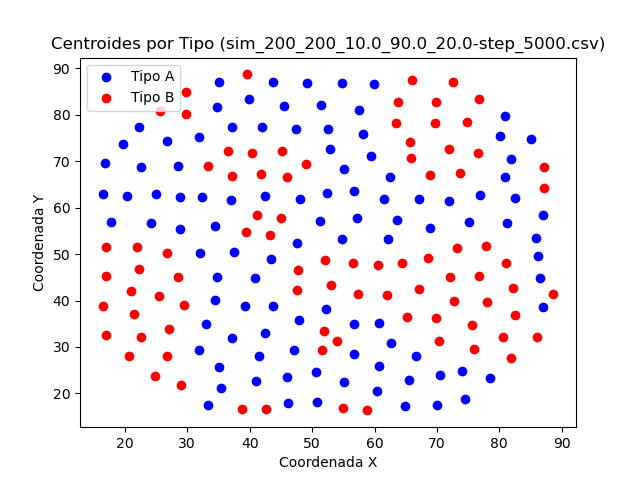 Centroides por Tipo (sim_200_200_10.0_90.0_20.0-step_5000.csv)
Tipo A
Tipo B
90
80
70
60
50
40
30
20
Coordenada Y
20 30 40 50 60 70 80 90
Coordenada X